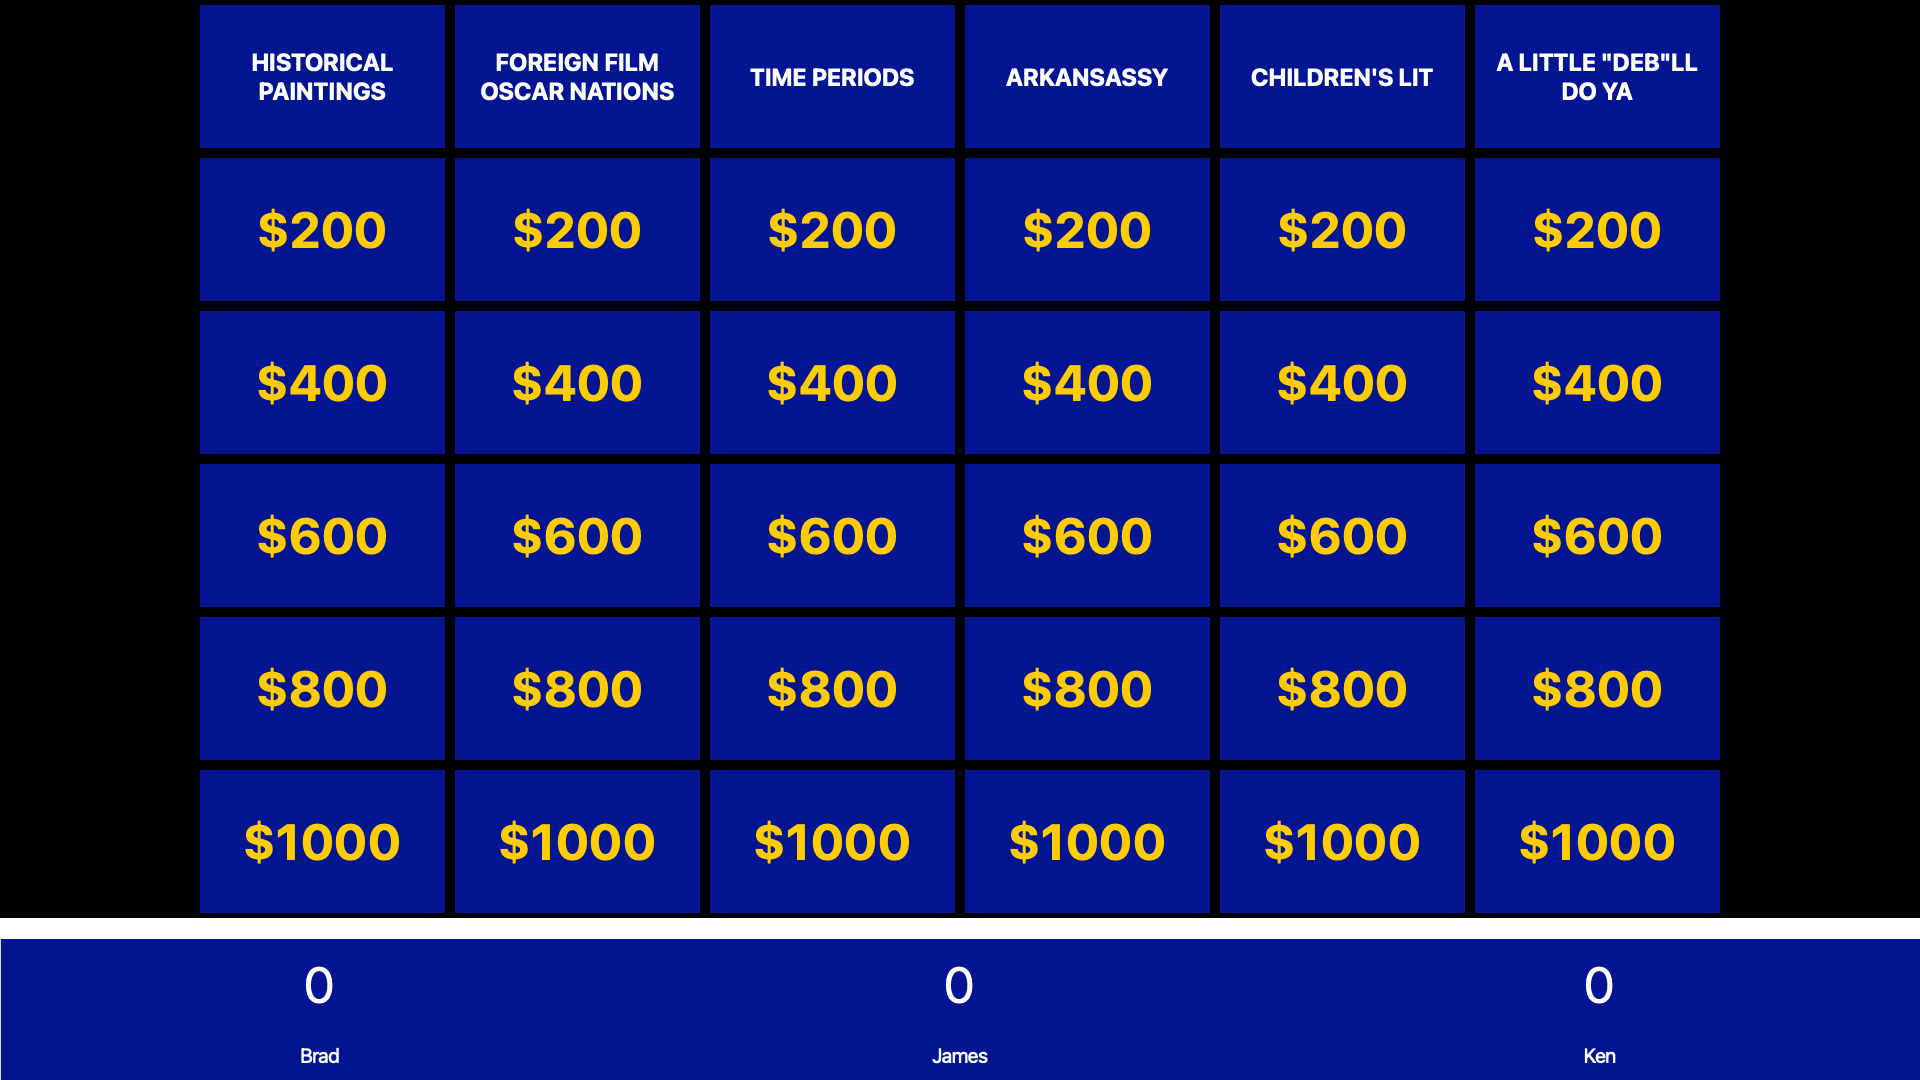 HISTORICAL
PAINTINGS
FOREIGN FILM
OSCAR NATIONS
TIME PERIODS
ARKANSASSY
CHILDREN'S LIT
A LITTLE "DEB"LL
DO YA
$200 $200 $200 $200 $200 $200
$400 $400 $400 $400 $400 $400
$600 $600 $600 $600 $600 $600
$800 $800 $800 $800 $800 $800
$1000 $1000 $1000 $1000 $1000 $1000
0 0 0
Brad James Ken